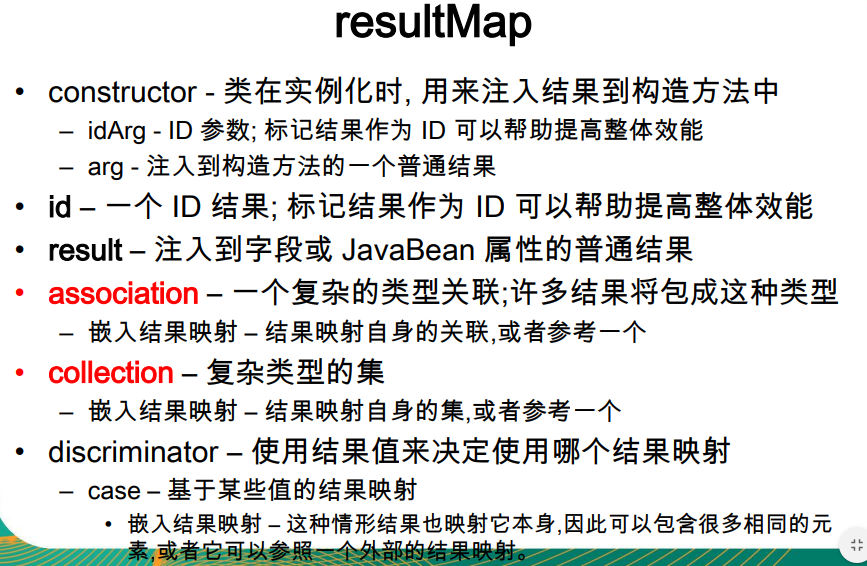 resultMap
• constructor - 类在实例化时, 用来注入结果到构造方法中
– idArg - ID 参数; 标记结果作为 ID 可以帮助提高整体效能
– arg - 注入到构造方法的一个普通结果
• id – 一个 ID 结果; 标记结果作为 ID 可以帮助提高整体效能
• result – 注入到字段或 JavaBean 属性的普通结果
• association – 一个复杂的类型关联;许多结果将包成这种类型
– 嵌入结果映射 – 结果映射自身的关联,或者参考一个
• collection – 复杂类型的集
– 嵌入结果映射 – 结果映射自身的集,或者参考一个
• discriminator – 使用结果值来决定使用哪个结果映射
– case – 基于某些值的结果映射
• 嵌入结果映射 – 这种情形结果也映射它本身,因此可以包含很多相同的元
素,或者它可以参照一个外部的结果映射。